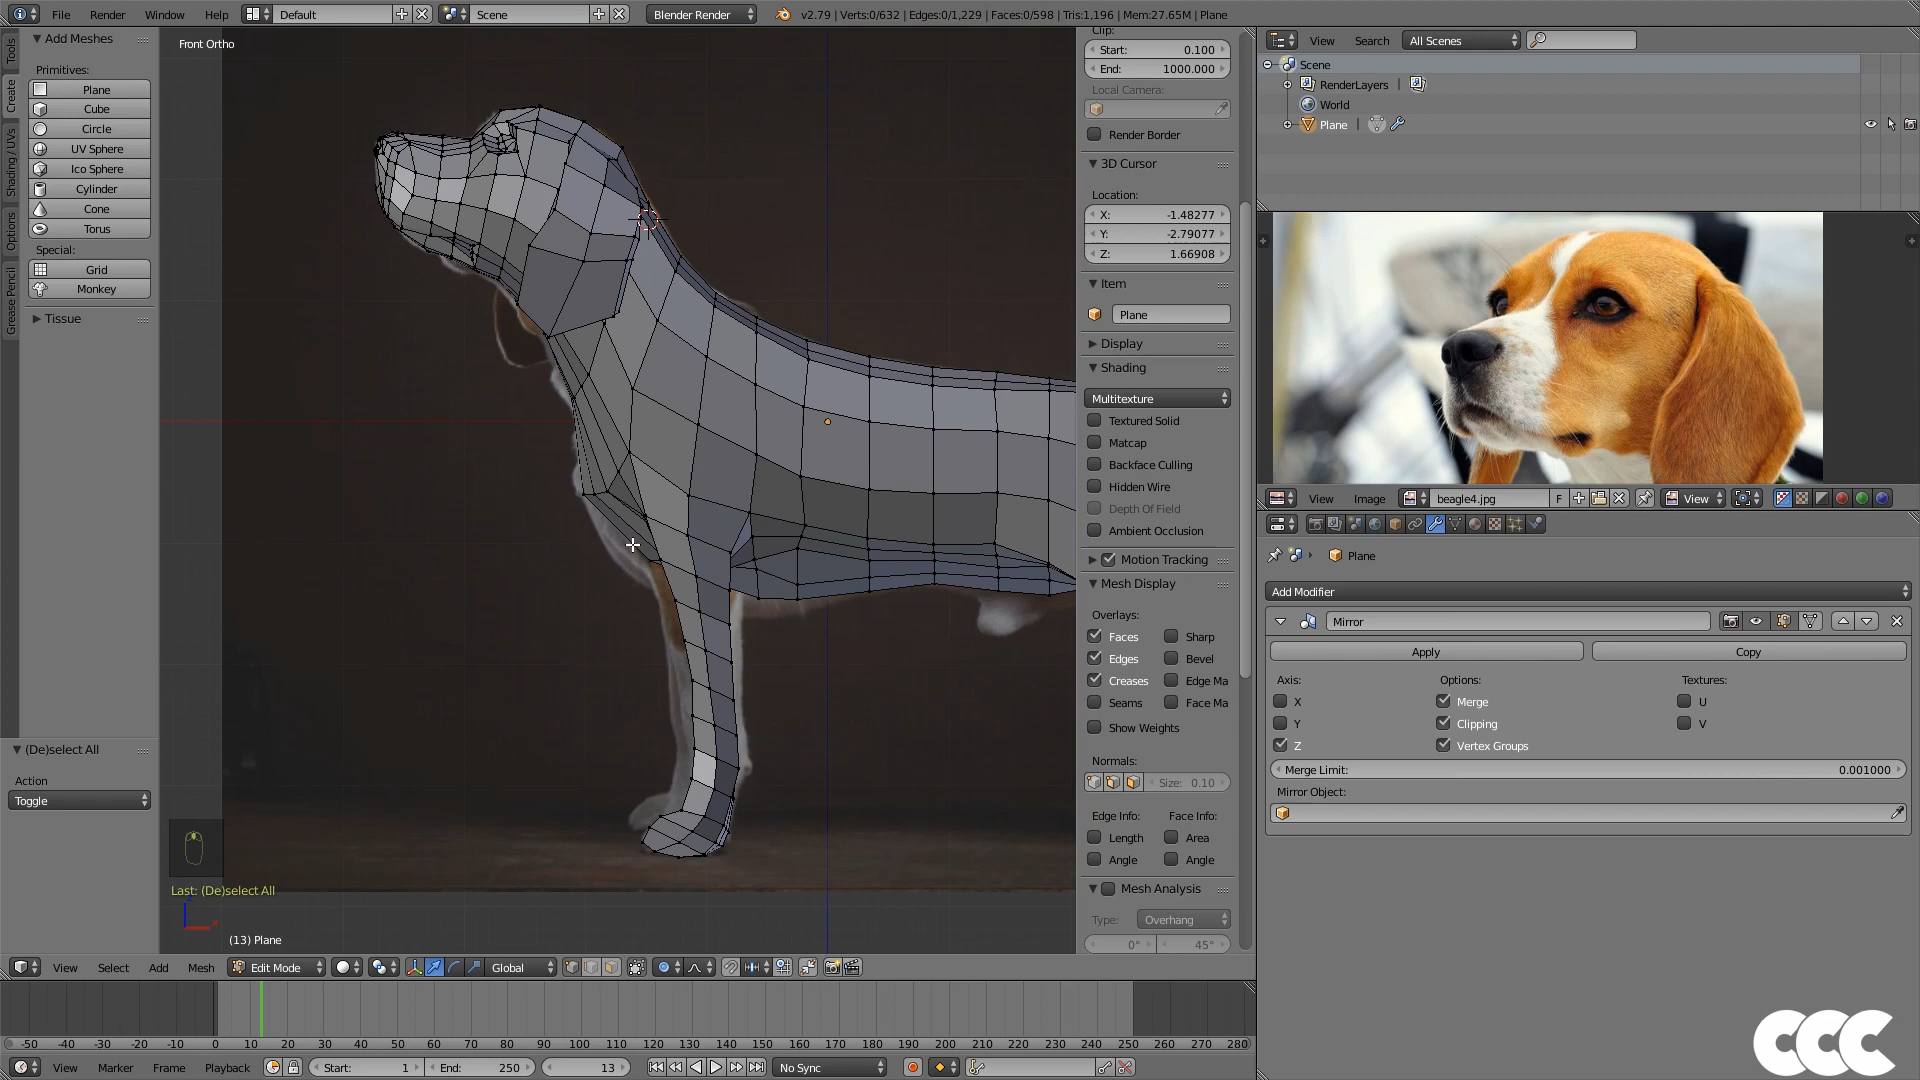 File Render Window Help Default Scene Blender Render v2.79 | Verts:0/632 | Edges:0/1,229 | Faces:0/598 | Tris:1,196 | Mem:27.65M | Plane
Tools
Create
Shading / UVs
Options
Grease Pencil
Add Meshes
Primitives:
Plane
Cube
Circle
UV Sphere
Ico Sphere
Cylinder
Cone
Torus
Special:
Grid
Monkey
Tissue
(De)select All
Action
Toggle
Front Ortho
Last: (De)select All
(13) Plane
Clip:
Start: 0.100
End: 1000.000
Local Camera:
Render Border
3D Cursor
Location:
X: -1.48277
Y: -2.79077
Z: 1.66908
Item
Plane
Display
Shading
Multitexture
Textured Solid
Matcap
Backface Culling
Hidden Wire
Depth Of Field
Ambient Occlusion
Motion Tracking
Mesh Display
Overlays:
Faces Sharp
Edges Bevel
Creases Edge Ma
Seams Face Ma
Show Weights
Normals:
Size: 0.10
Edge Info: Face Info:
Length Area
Angle Angle
Mesh Analysis
Type: Overhang
0° 45°
View Select Add Mesh Edit Mode Global
-50 -40 -30 -20 -10 0 10 20 30 40 50 60 70 80 90 100 110 120 130 140 150 160 170 180 190 200 210 220 230 240 250 260 270 280
View Marker Frame Playback Start: 1 End: 250 13 No Sync
View Search All Scenes
Scene
RenderLayers |
World
Plane |
View Image beagle4.jpg F View
Plane
Add Modifier
Mirror
Apply Copy
Axis: Options: Textures:
X Merge U
Y Clipping V
Z Vertex Groups
Merge Limit: 0.001000
Mirror Object:
CCC